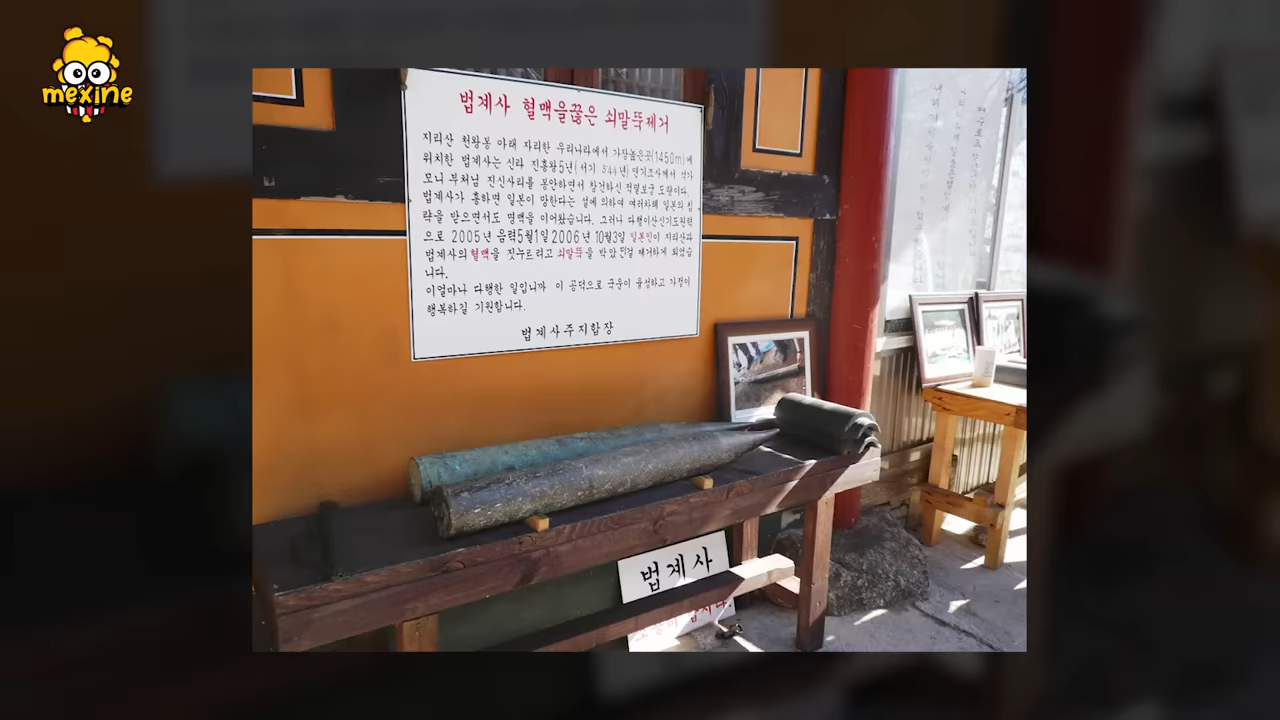 mexine
법계사 혈맥을끊은 쇠말뚝제거
지리산 천왕봉 아래 자리한 우리나라에서 가장높은곳(1450m)에
위치한 법계사는 신라 진흥왕5년(서기 544년) 연기조사께서 석가
모니 부처님 진신사리를 봉안하면서 창건하신 적멸보궁 도량이다.
법계사가 흥하면 일본이 망한다는 설에 의하여 여러차례 일본의 침
략을 받으면서도 명맥을 이어왔습니다. 그러나 다행이산신기도원력
으로 2005년 음력5월1일 2006년 10월3일 일본인이 지리산과
법계사의 혈맥을 짓누르려고 쇠말뚝을 박았던걸 제거하게 되었습
니다.
이얼마나 다행한 일입니까 이 공덕으로 국운이 융성하고 가정이
행복하길 기원합니다.
법계사주지합장
법계사